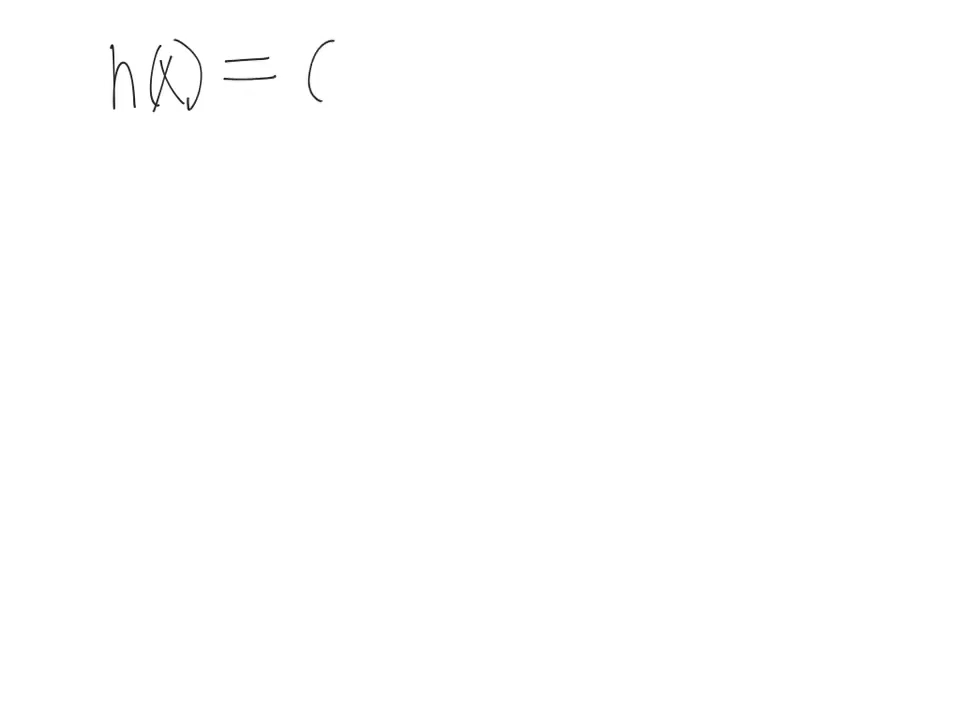 h(x) = (